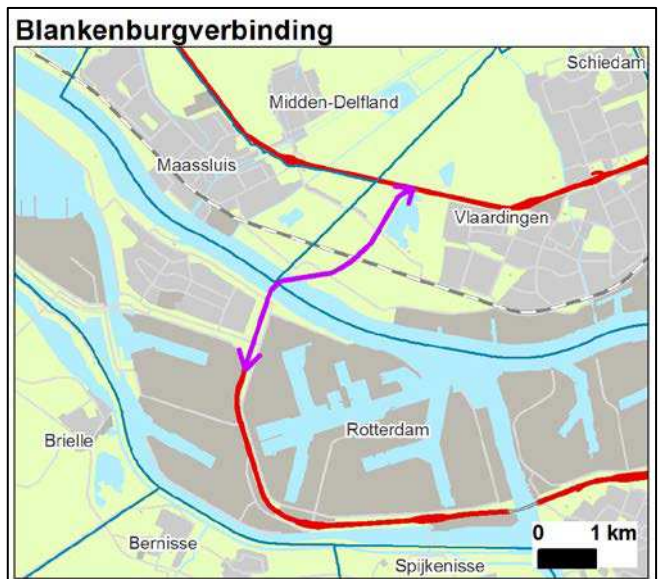 Blankenburgverbinding
Schiedam
Midden-Delfland
Maassluis
Vlaardingen
Rotterdam
Brielle
Bernisse
Spijkenisse
0 1 km